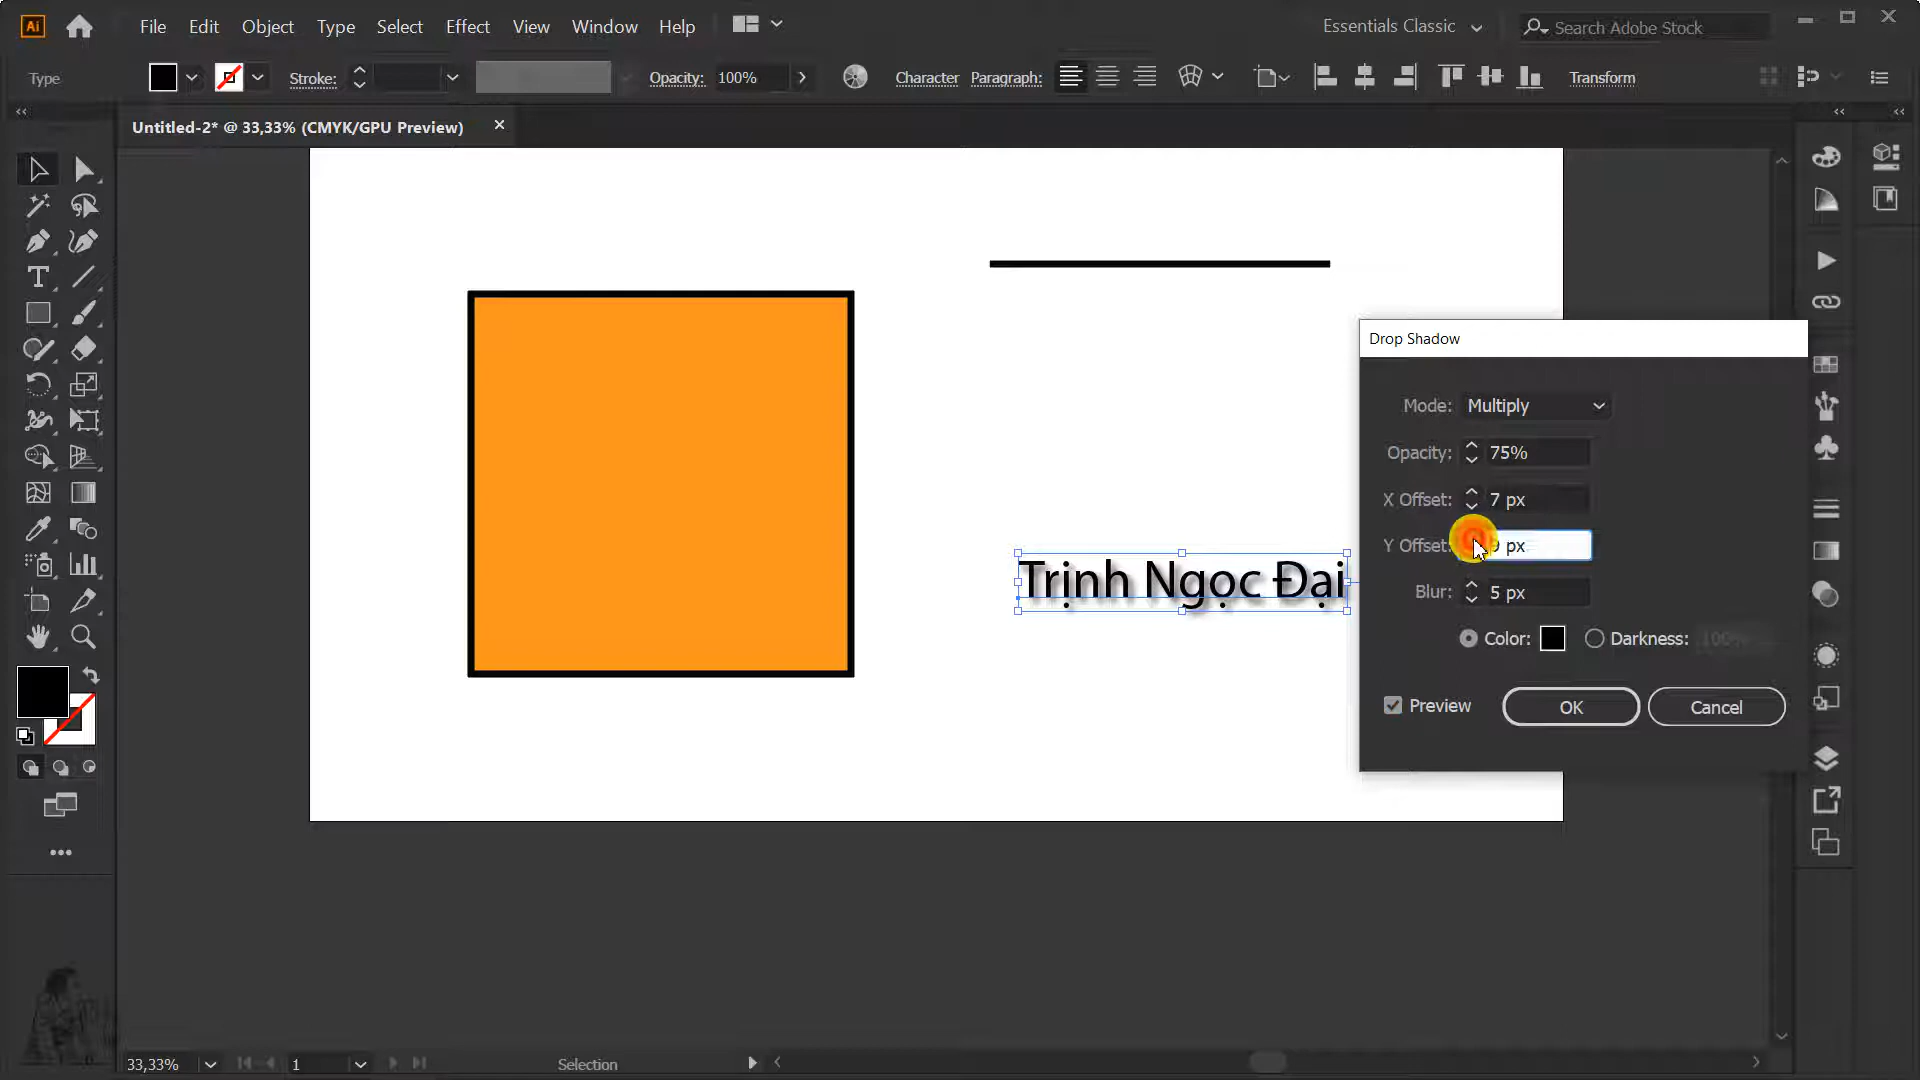 Ai File Edit Object Type Select Effect View Window Help Essentials Classic Search Adobe Stock
Type Stroke: Opacity: 100% Character Paragraph: Transform
Untitled-2* @ 33,33% (CMYK/GPU Preview)
Drop Shadow
Mode: Multiply
Opacity: 75%
X Offset: 7 px
Y Offset: px
Trịnh Ngọc Đại
Blur: 5 px
Color: Darkness: 100%
Preview OK Cancel
33,33% 1 Selection